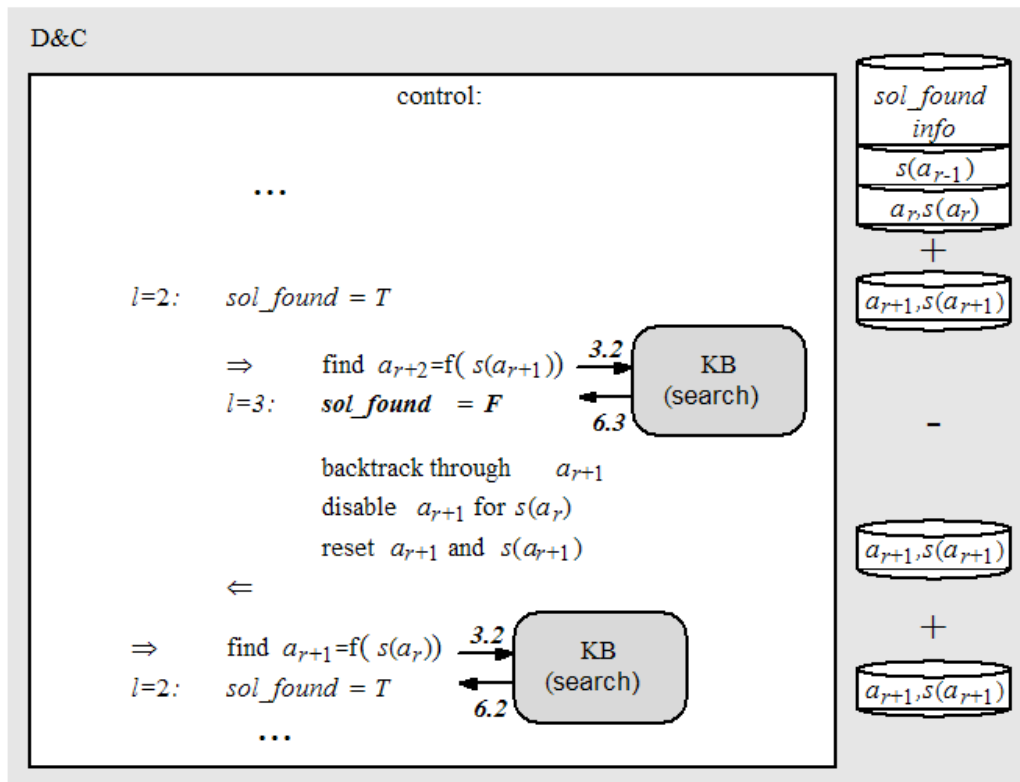 D&C
control:
...
l=2: sol_found = T
⇒ find a_{r+2}=f( s(a_{r+1})) 3.2
l=3: sol_found = F
6.3
KB
(search)
backtrack through a_{r+1}
disable a_{r+1} for s(a_r)
reset a_{r+1} and s(a_{r+1})
⇐
⇒ find a_{r+1}=f( s(a_r)) 3.2
l=2: sol_found = T
6.2
KB
(search)
...
sol_found
info
s(a_{r-1})
a_r,s(a_r)
+
a_{r+1},s(a_{r+1})
-
a_{r+1},s(a_{r+1})
+
a_{r+1},s(a_{r+1})